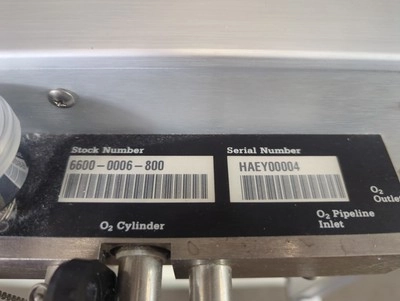 Stock Number
6600-0006-800
Serial Number
HAEY00004
O₂ Cylinder
O₂ Pipeline
Inlet
O₂
Outlet